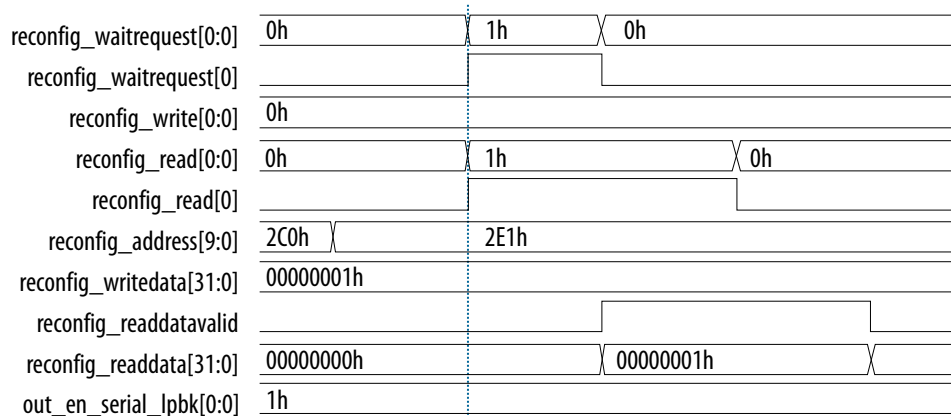 reconfig_waitrequest[0:0] 0h 1h 0h
reconfig_waitrequest[0]
reconfig_write[0:0] 0h
reconfig_read[0:0] 0h 1h 0h
reconfig_read[0]
reconfig_address[9:0] 2C0h 2E1h
reconfig_writedata[31:0] 00000001h
reconfig_readdatavalid
reconfig_readdata[31:0] 00000000h 00000001h
out_en_serial_lpbk[0:0] 1h